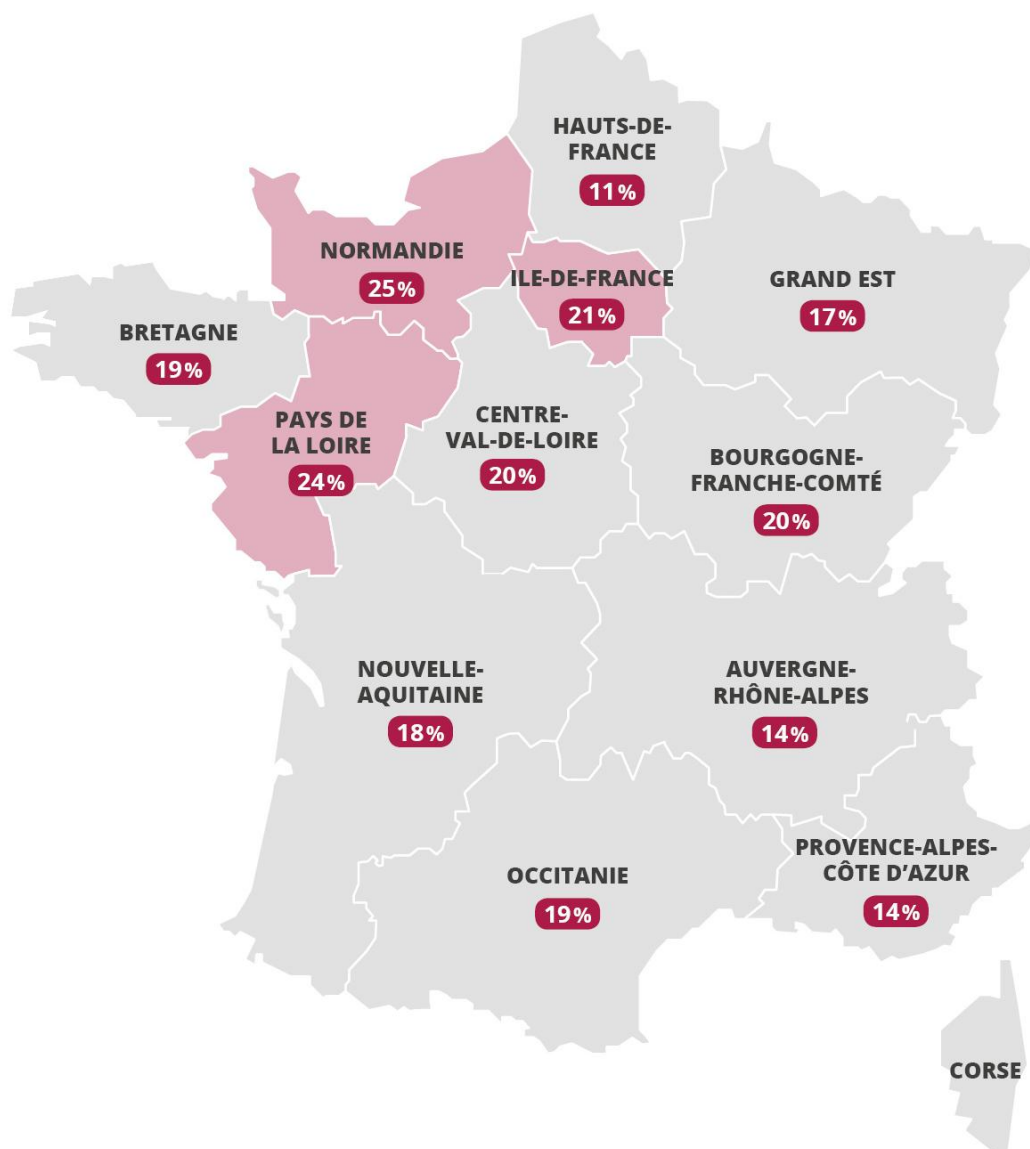 HAUTS-DE-
FRANCE
11%
NORMANDIE
25%
ILE-DE-FRANCE
21%
GRAND EST
17%
BRETAGNE
19%
PAYS DE
LA LOIRE
24%
CENTRE-
VAL-DE-LOIRE
20%
BOURGOGNE-
FRANCHE-COMTÉ
20%
NOUVELLE-
AQUITAINE
18%
AUVERGNE-
RHÔNE-ALPES
14%
OCCITANIE
19%
PROVENCE-ALPES-
CÔTE D’AZUR
14%
CORSE